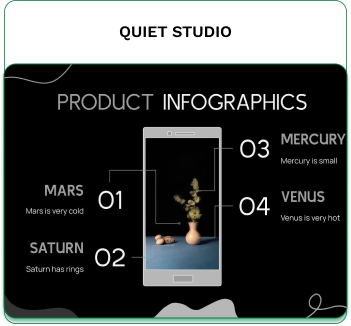 QUIET STUDIO
PRODUCT INFOGRAPHICS
MARS
Mars is very cold
01
SATURN
Saturn has rings
02
03
MERCURY
Mercury is small
04
VENUS
Venus is very hot